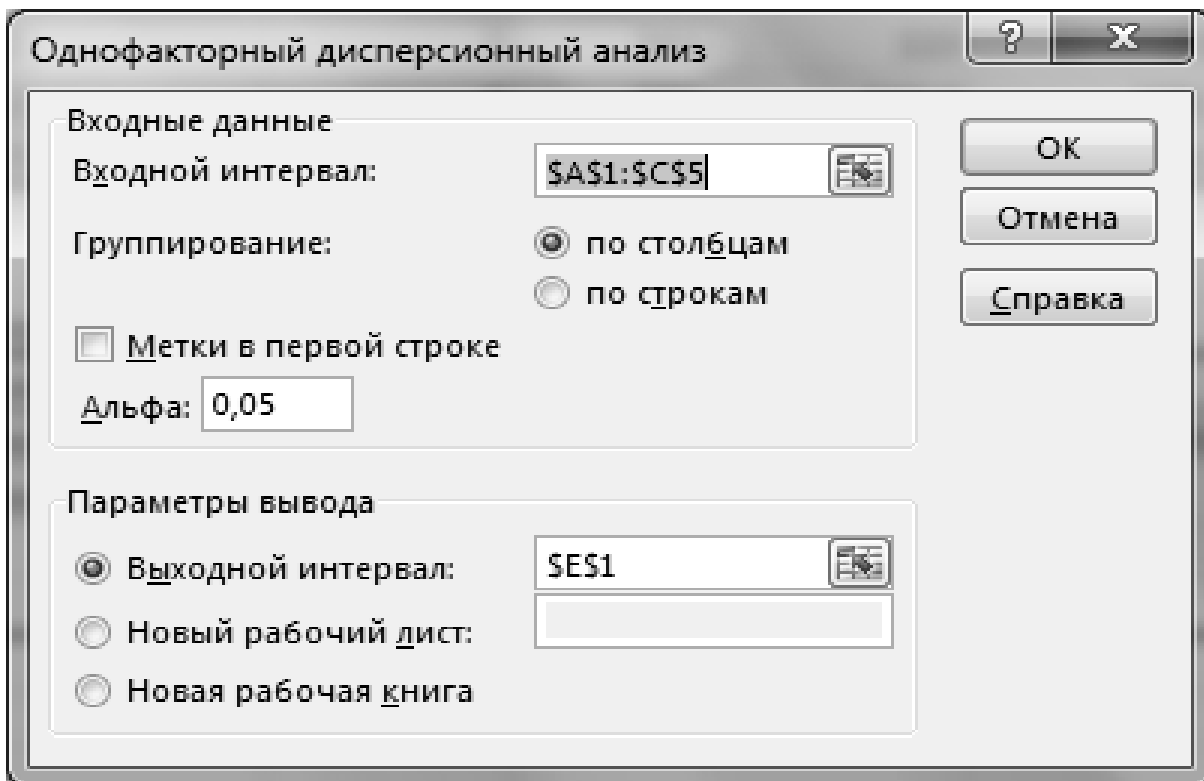 Однофакторный дисперсионный анализ
Входные данные
Входной интервал: $A$1:$C$5
Группирование: по столбцам
по строкам
Метки в первой строке
Альфа: 0,05
OK
Отмена
Справка
Параметры вывода
Выходной интервал: $E$1
Новый рабочий лист:
Новая рабочая книга